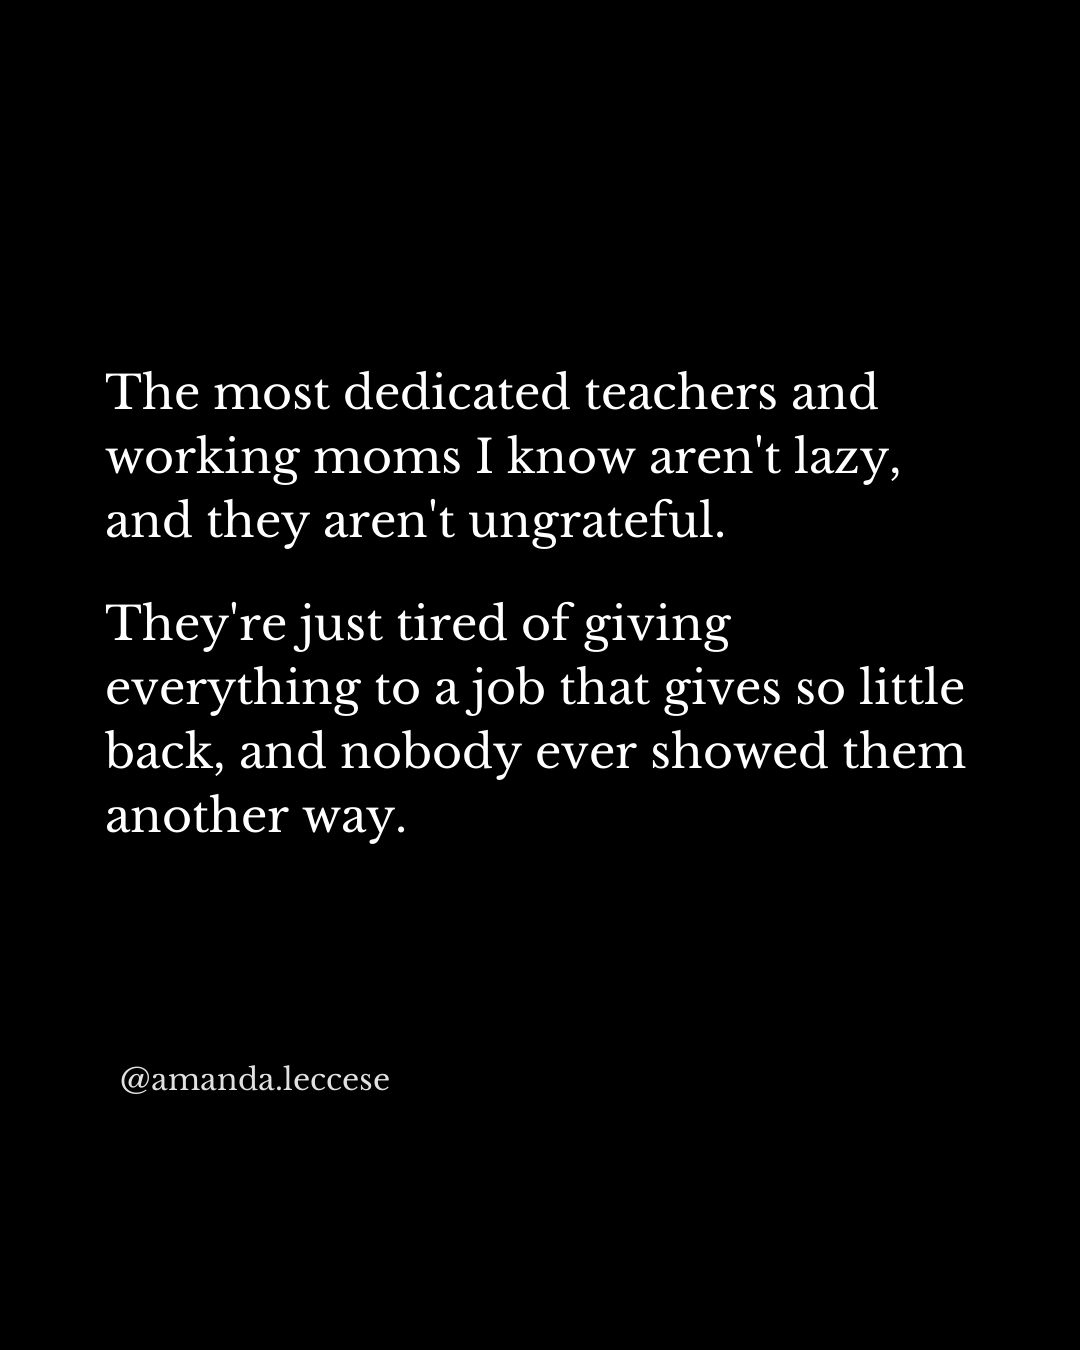 The most dedicated teachers and
working moms I know aren't lazy,
and they aren't ungrateful.
They're just tired of giving
everything to a job that gives so little
back, and nobody ever showed them
another way.
@amanda.leccese